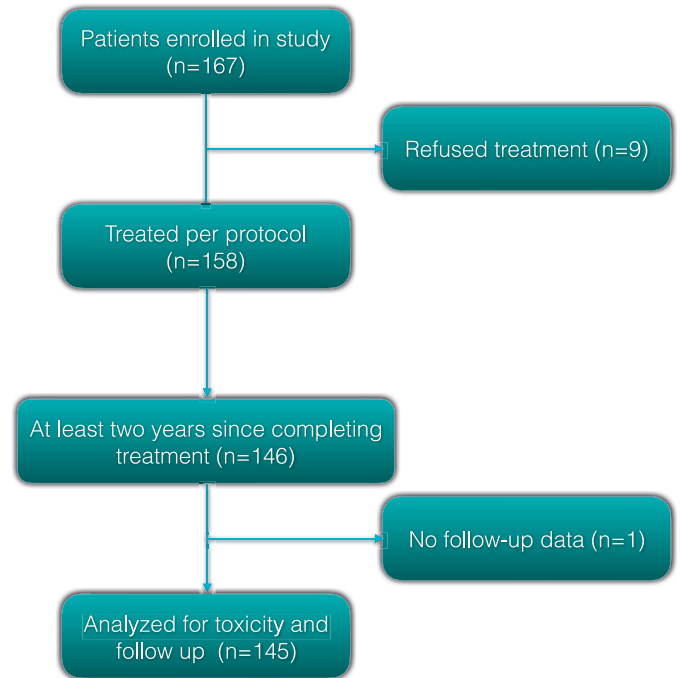 Patients enrolled in study
(n=167)
Refused treatment (n=9)
Treated per protocol
(n=158)
At least two years since completing
treatment (n=146)
No follow-up data (n=1)
Analyzed for toxicity and
follow up  (n=145)